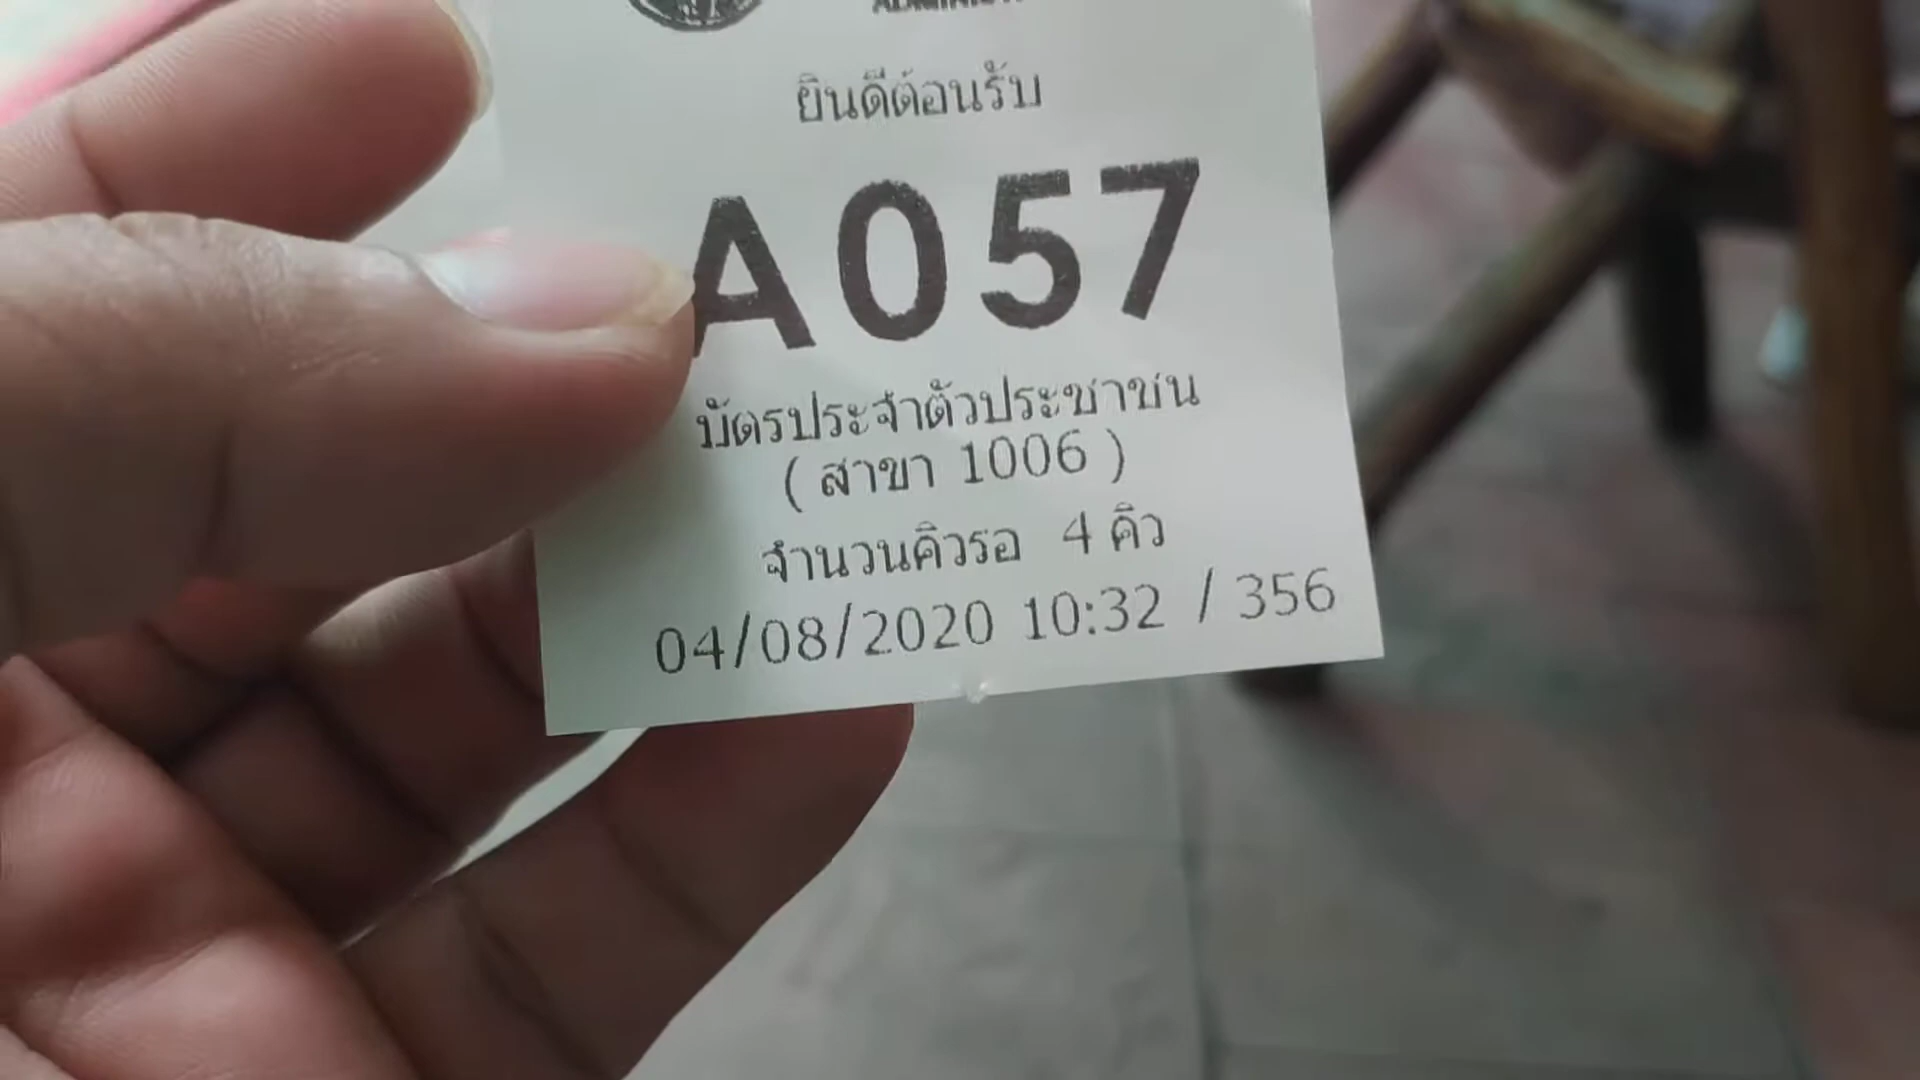 ยินดีต้อนรับ
A057
บัตรประจำตัวประชาชน
( สาขา 1006 )
จำนวนคิวรอ 4 คิว
04/08/2020 10:32 / 356